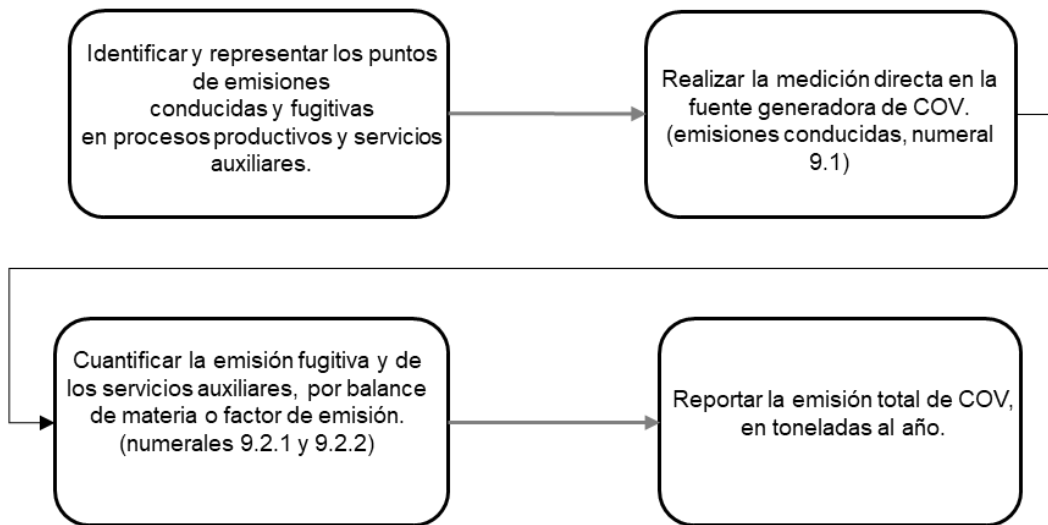 Identificar y representar los puntos
de emisiones
conducidas y fugitivas
en procesos productivos y servicios
auxiliares.
Realizar la medición directa en la
fuente generadora de COV.
(emisiones conducidas, numeral
9.1)
Cuantificar la emisión fugitiva y de
los servicios auxiliares, por balance
de materia o factor de emisión.
(numerales 9.2.1 y 9.2.2)
Reportar la emisión total de COV,
en toneladas al año.